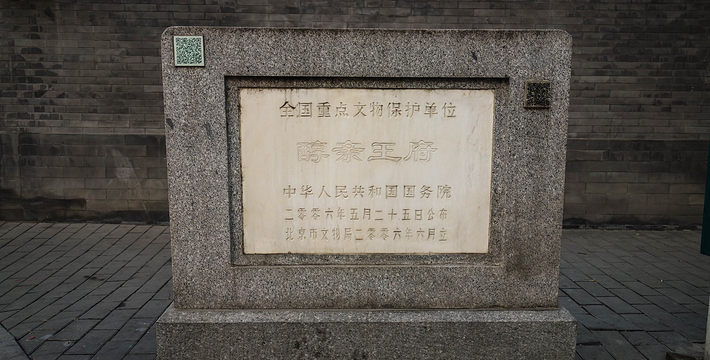 全国重点文物保护单位
醇亲王府
中华人民共和国国务院
二零零六年五月二十五日公布
北京市文物局二零零六年六月立